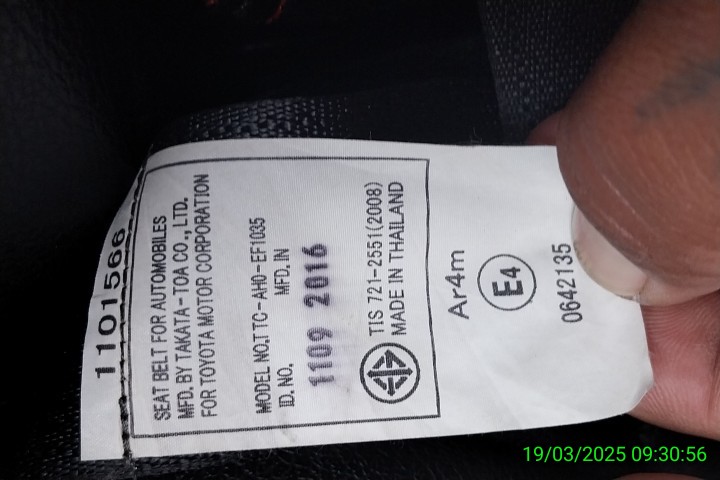 1101566
SEAT BELT FOR AUTOMOBILES
MFD. BY TAKATA-TOA CO., LTD.
FOR TOYOTA MOTOR CORPORATION
MODEL NO.TTC-AH0-EF1035
ID. NO. MFD. IN
1109 2016
TIS 721-2551(2008)
MADE IN THAILAND
Ar4m
E4
0642135
19/03/2025 09:30:56